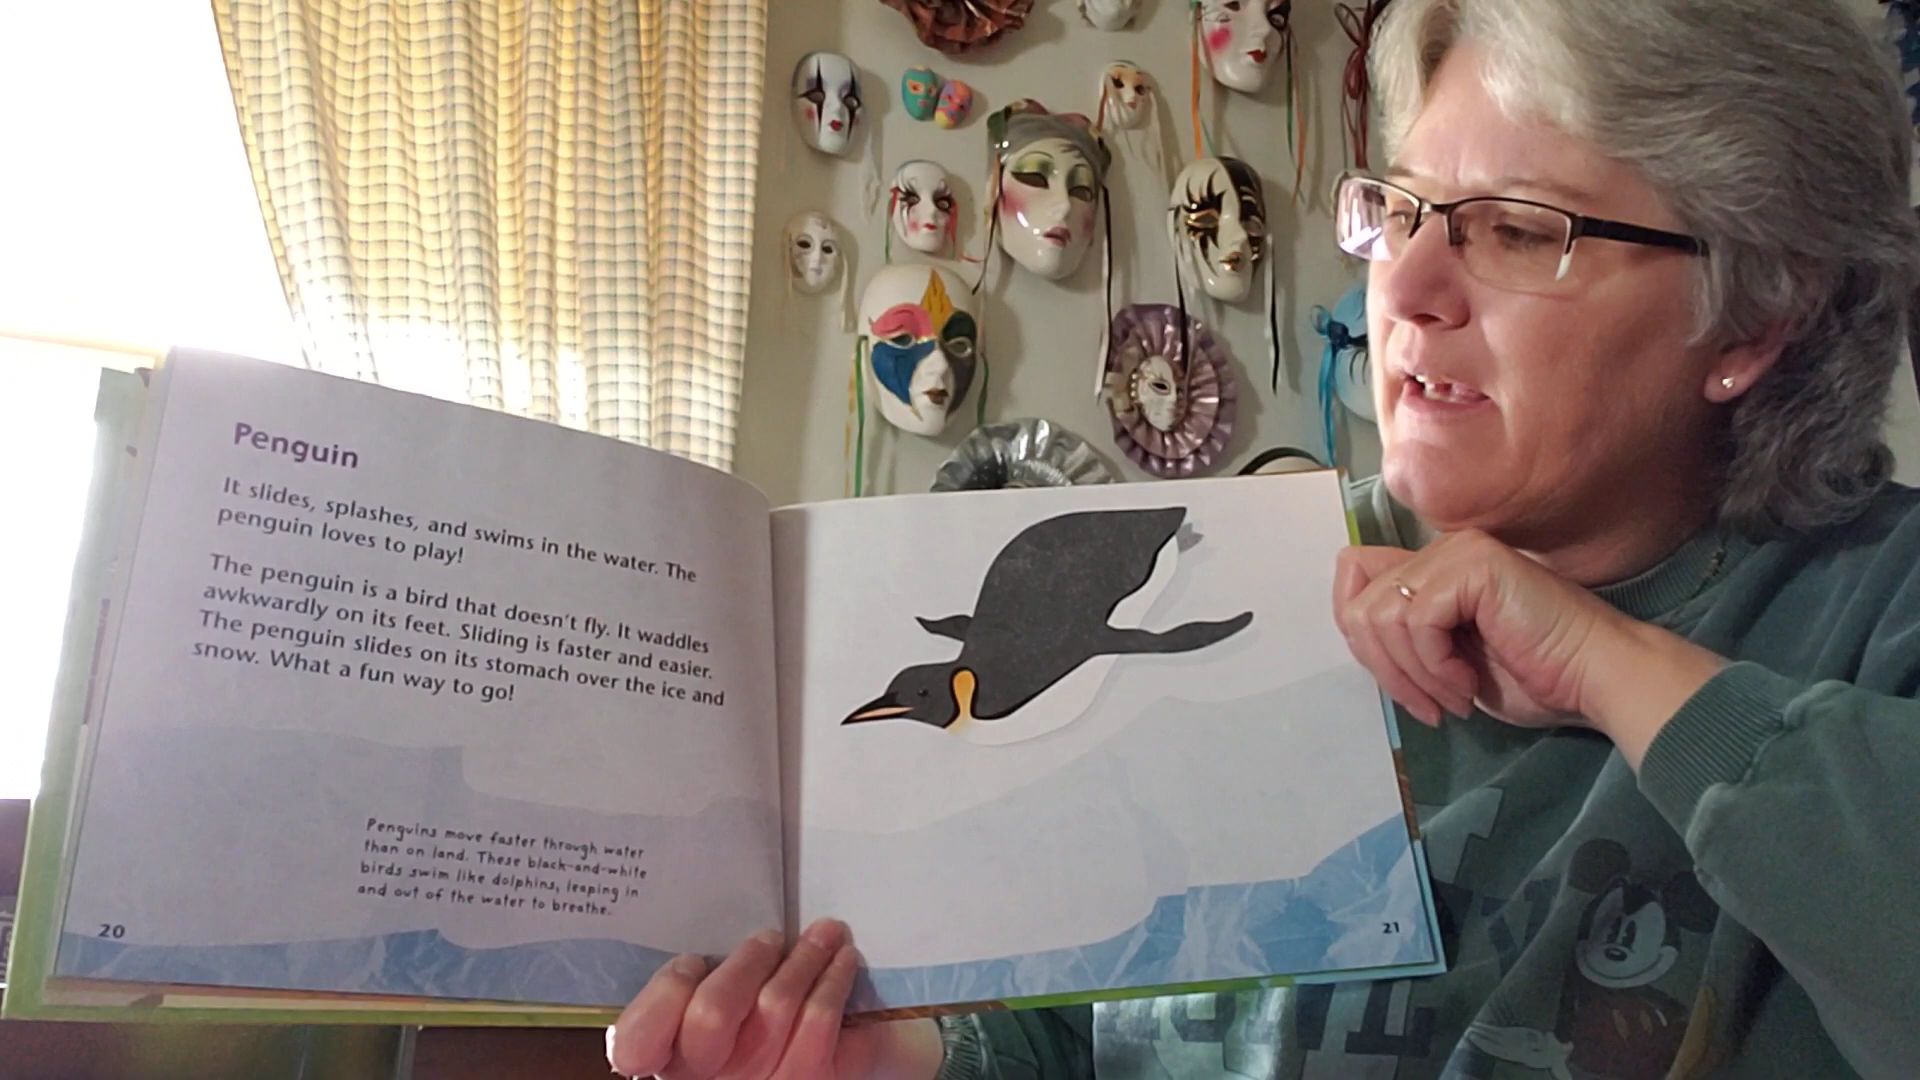 Penguin
It slides, splashes, and swims in the water. The
penguin loves to play!
The penguin is a bird that doesn't fly. It waddles
awkwardly on its feet. Sliding is faster and easier.
The penguin slides on its stomach over the ice and
snow. What a fun way to go!
Penguins move faster through water
than on land. These black-and-white
birds swim like dolphins, leaping in
and out of the water to breathe.
20
21